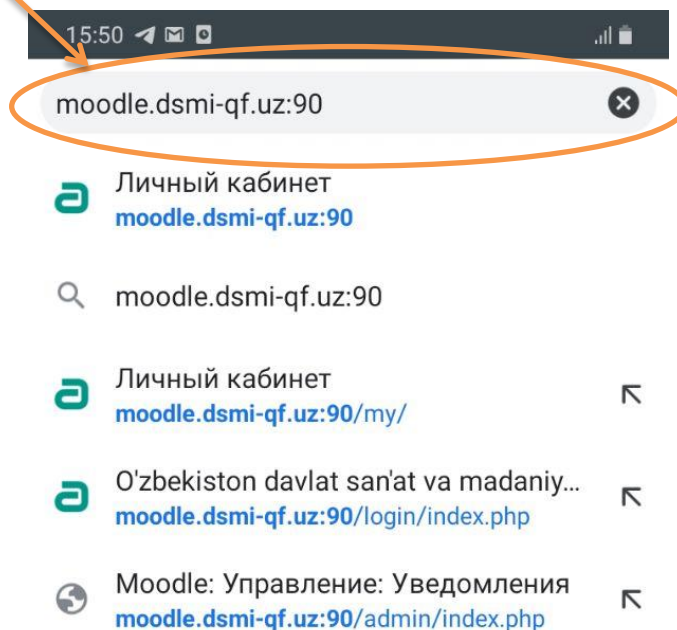 15:50
moodle.dsmi-qf.uz:90
Личный кабинет
moodle.dsmi-qf.uz:90
moodle.dsmi-qf.uz:90
Личный кабинет
moodle.dsmi-qf.uz:90/my/
O'zbekiston davlat san'at va madaniy...
moodle.dsmi-qf.uz:90/login/index.php
Moodle: Управление: Уведомления
moodle.dsmi-qf.uz:90/admin/index.php